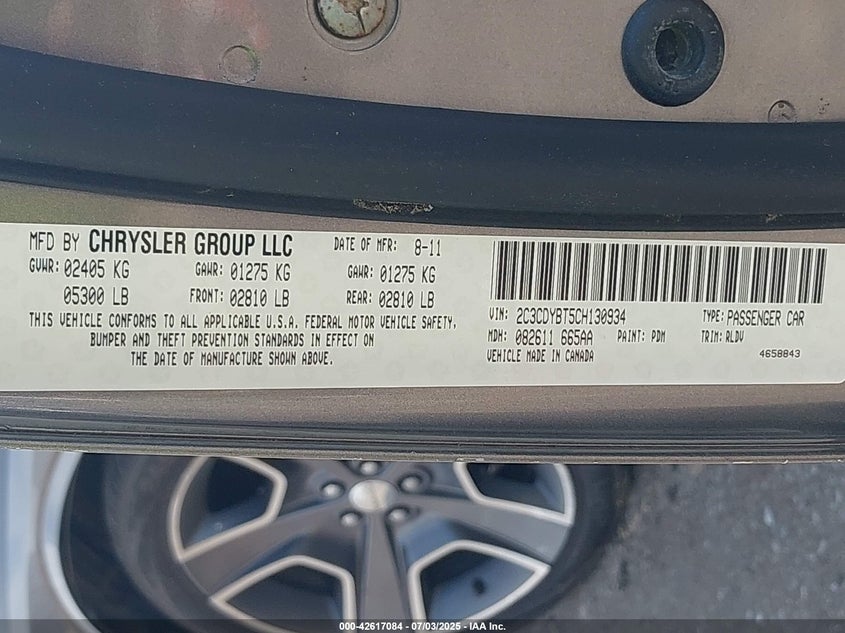 MFD BY CHRYSLER GROUP LLC
DATE OF MFR: 8-11
GVWR: 02405 KG GAWR: 01275 KG GAWR: 01275 KG
05300 LB FRONT: 02810 LB REAR: 02810 LB
THIS VEHICLE CONFORMS TO ALL APPLICABLE U.S.A. FEDERAL MOTOR VEHICLE SAFETY,
BUMPER AND THEFT PREVENTION STANDARDS IN EFFECT ON
THE DATE OF MANUFACTURE SHOWN ABOVE.
VIN: 2C3CDYBT5CH130934 TYPE: PASSENGER CAR
MDH: 082611 665AA PAINT: PDM TRIM: RLDV
VEHICLE MADE IN CANADA 4658843
000-42617084 - 07/03/2025 - IAA Inc.